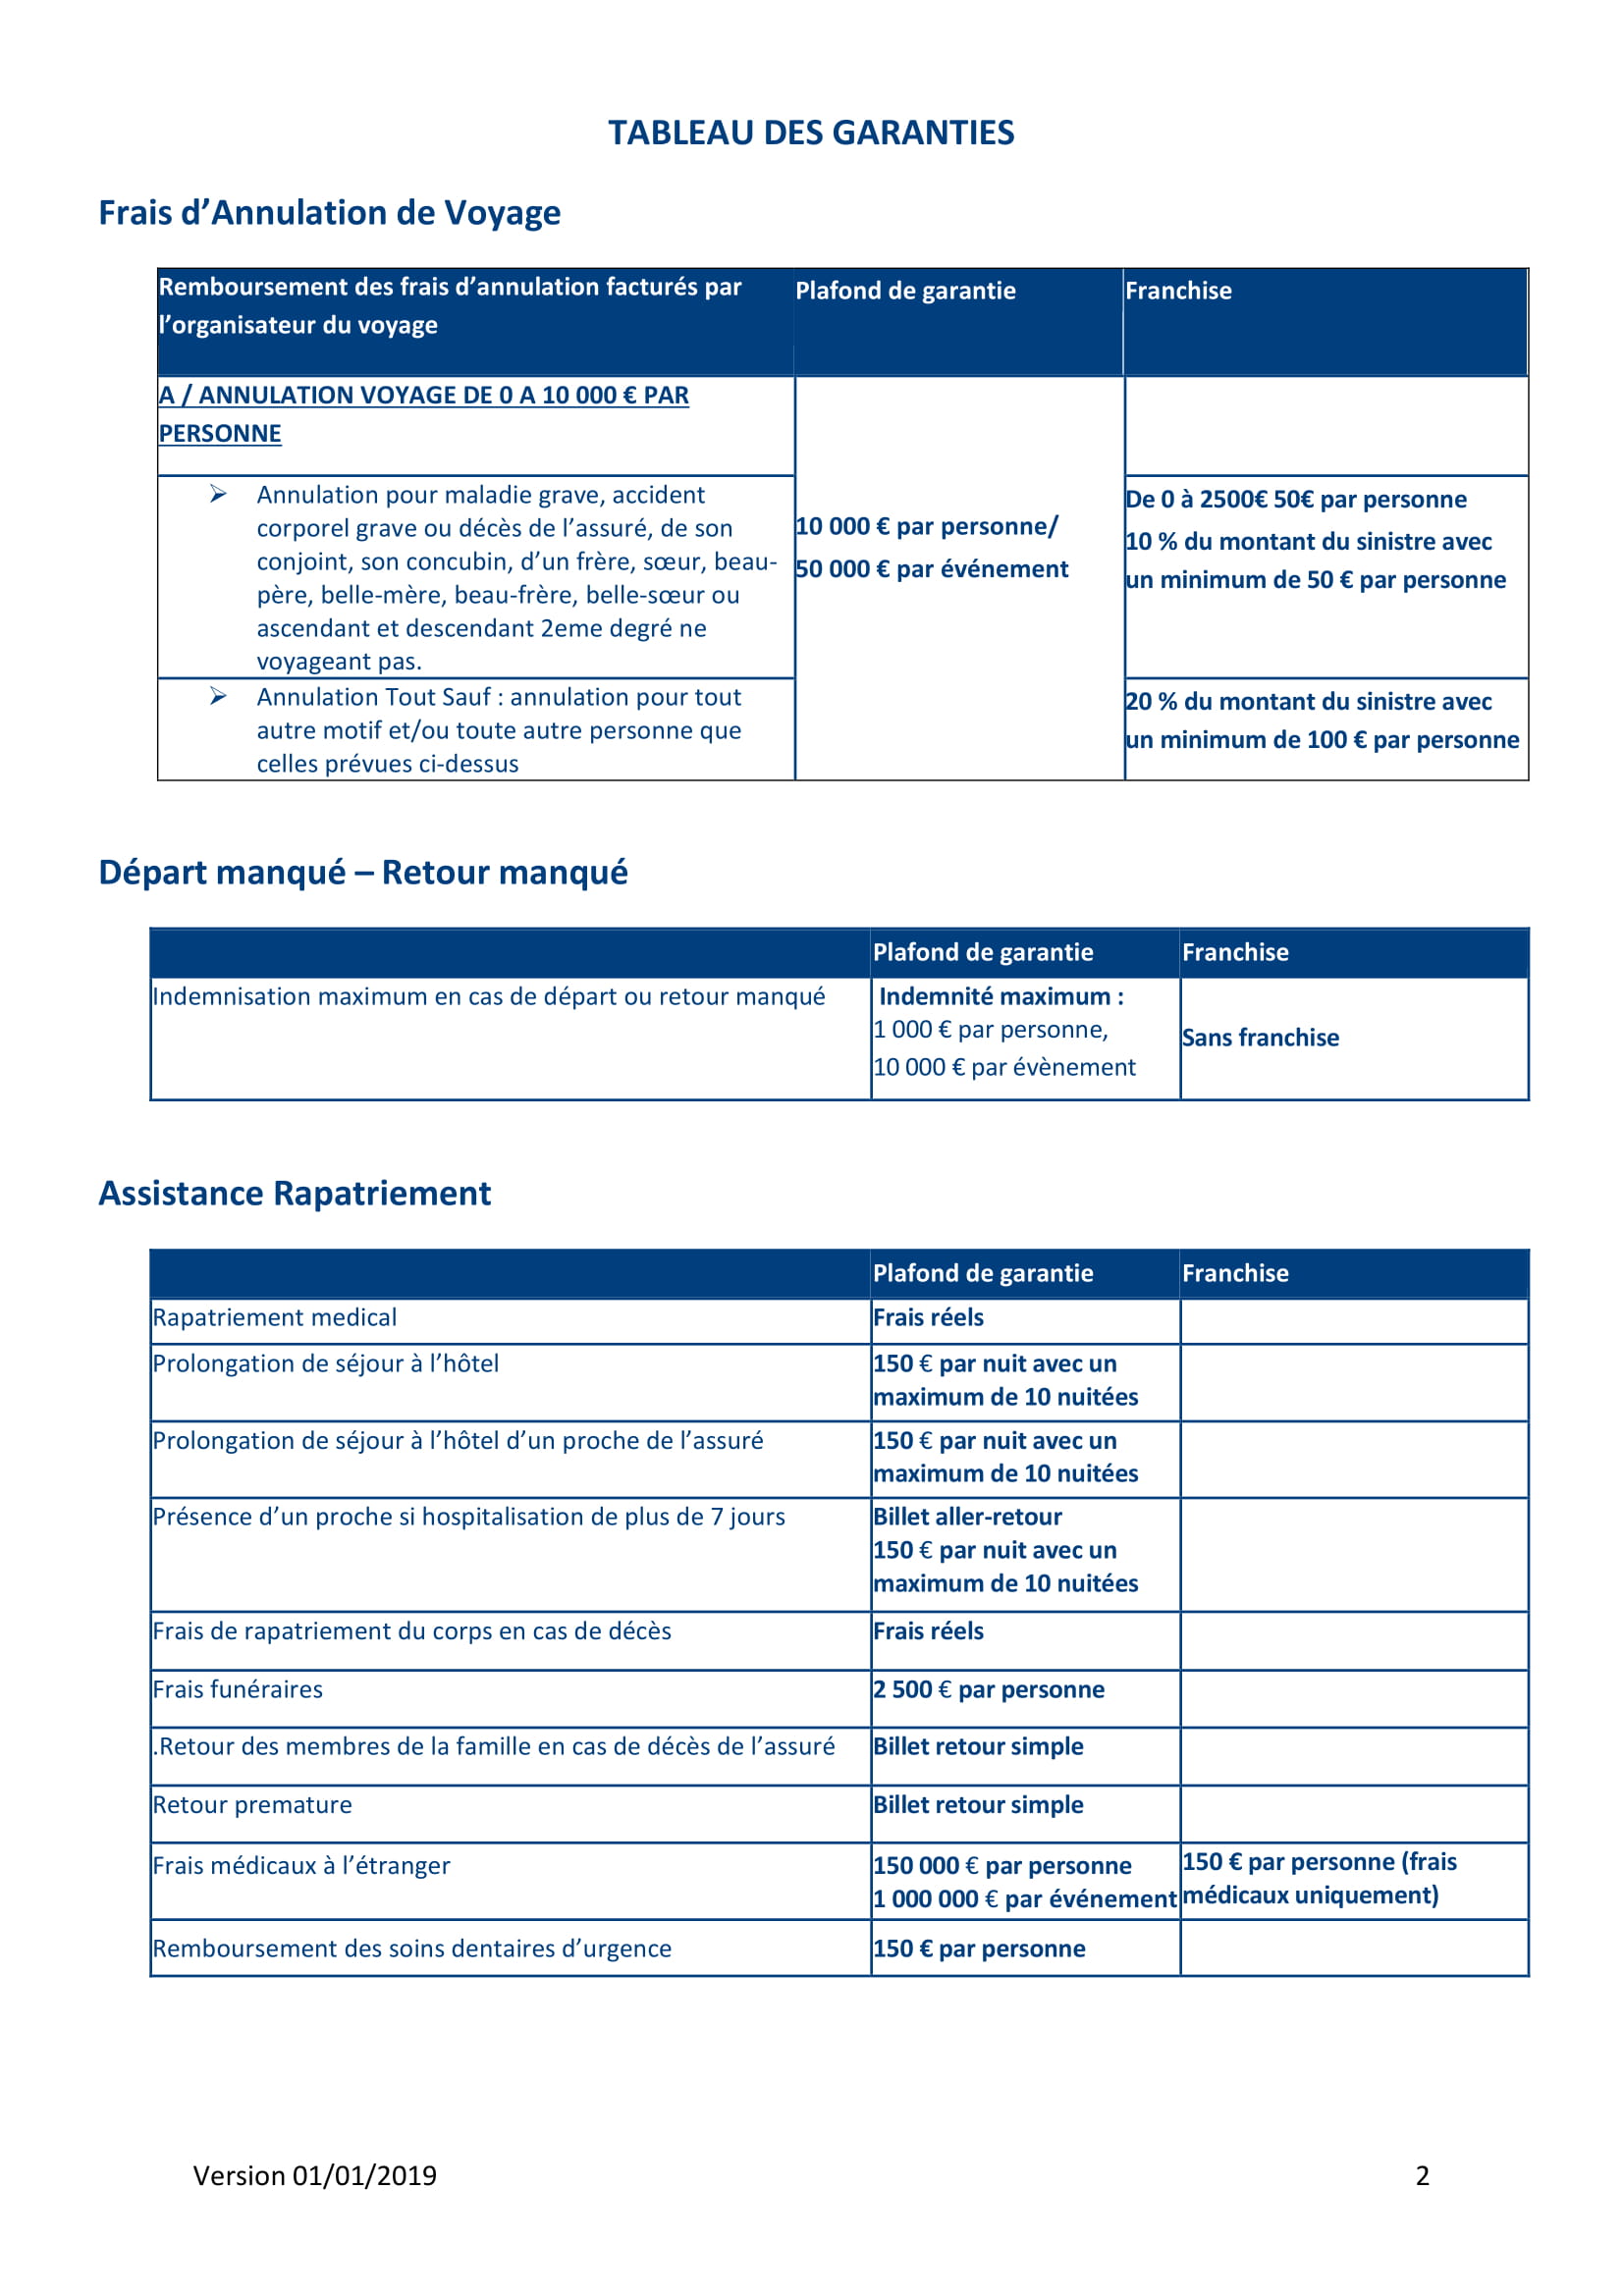 TABLEAU DES GARANTIES
Frais d’Annulation de Voyage
Remboursement des frais d’annulation facturés par
l’organisateur du voyage
Plafond de garantie
Franchise
A / ANNULATION VOYAGE DE 0 A 10 000 € PAR
PERSONNE
➢ Annulation pour maladie grave, accident
corporel grave ou décès de l’assuré, de son
conjoint, son concubin, d’un frère, sœur, beau-
père, belle-mère, beau-frère, belle-sœur ou
ascendant et descendant 2eme degré ne
voyageant pas.
10 000 € par personne/
50 000 € par événement
De 0 à 2500€ 50€ par personne
10 % du montant du sinistre avec
un minimum de 50 € par personne
➢ Annulation Tout Sauf : annulation pour tout
autre motif et/ou toute autre personne que
celles prévues ci-dessus
20 % du montant du sinistre avec
un minimum de 100 € par personne
Départ manqué – Retour manqué
Plafond de garantie
Franchise
Indemnisation maximum en cas de départ ou retour manqué
Indemnité maximum :
1 000 € par personne,
10 000 € par évènement
Sans franchise
Assistance Rapatriement
Plafond de garantie
Franchise
Rapatriement medical
Frais réels
Prolongation de séjour à l’hôtel
150 € par nuit avec un
maximum de 10 nuitées
Prolongation de séjour à l’hôtel d’un proche de l’assuré
150 € par nuit avec un
maximum de 10 nuitées
Présence d’un proche si hospitalisation de plus de 7 jours
Billet aller-retour
150 € par nuit avec un
maximum de 10 nuitées
Frais de rapatriement du corps en cas de décès
Frais réels
Frais funéraires
2 500 € par personne
.Retour des membres de la famille en cas de décès de l’assuré
Billet retour simple
Retour premature
Billet retour simple
Frais médicaux à l’étranger
150 000 € par personne
1 000 000 € par événement
150 € par personne (frais
médicaux uniquement)
Remboursement des soins dentaires d’urgence
150 € par personne
Version 01/01/2019
2